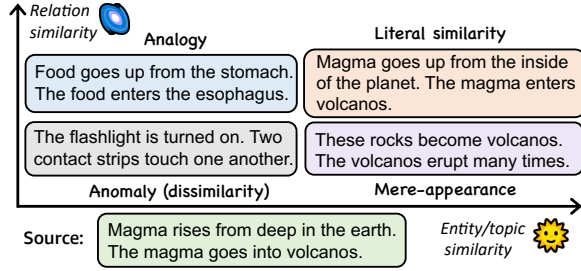 Relation
similarity
Analogy
Literal similarity
Food goes up from the stomach.
The food enters the esophagus.
Magma goes up from the inside
of the planet. The magma enters
volcanos.
The flashlight is turned on. Two
contact strips touch one another.
These rocks become volcanos.
The volcanos erupt many times.
Anomaly (dissimilarity)
Mere-appearance
Source:
Magma rises from deep in the earth.
The magma goes into volcanos.
Entity/topic
similarity